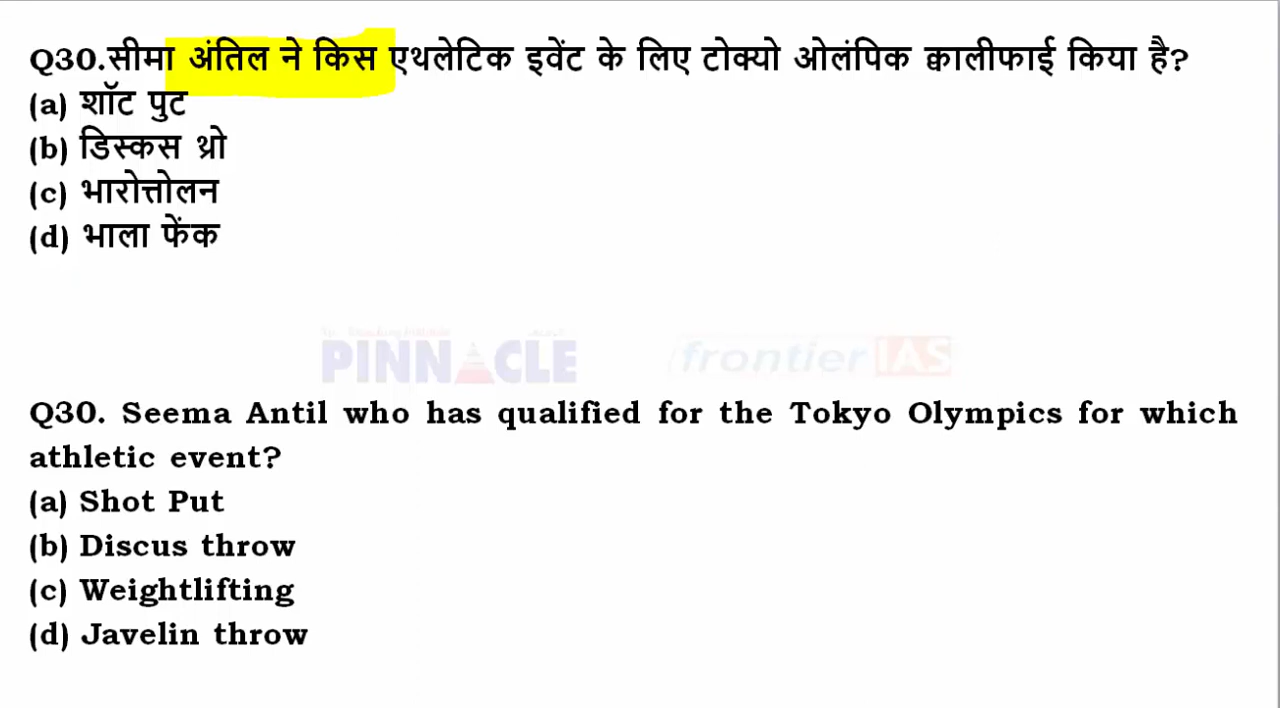 Q30.सीमा अंतिल ने किस एथलेटिक इवेंट के लिए टोक्यो ओलंपिक क्वालीफाई किया है?
(a) शॉट पुट
(b) डिस्कस थ्रो
(c) भारोत्तोलन
(d) भाला फेंक
PINNACLE frontier IAS
Q30. Seema Antil who has qualified for the Tokyo Olympics for which
athletic event?
(a) Shot Put
(b) Discus throw
(c) Weightlifting
(d) Javelin throw